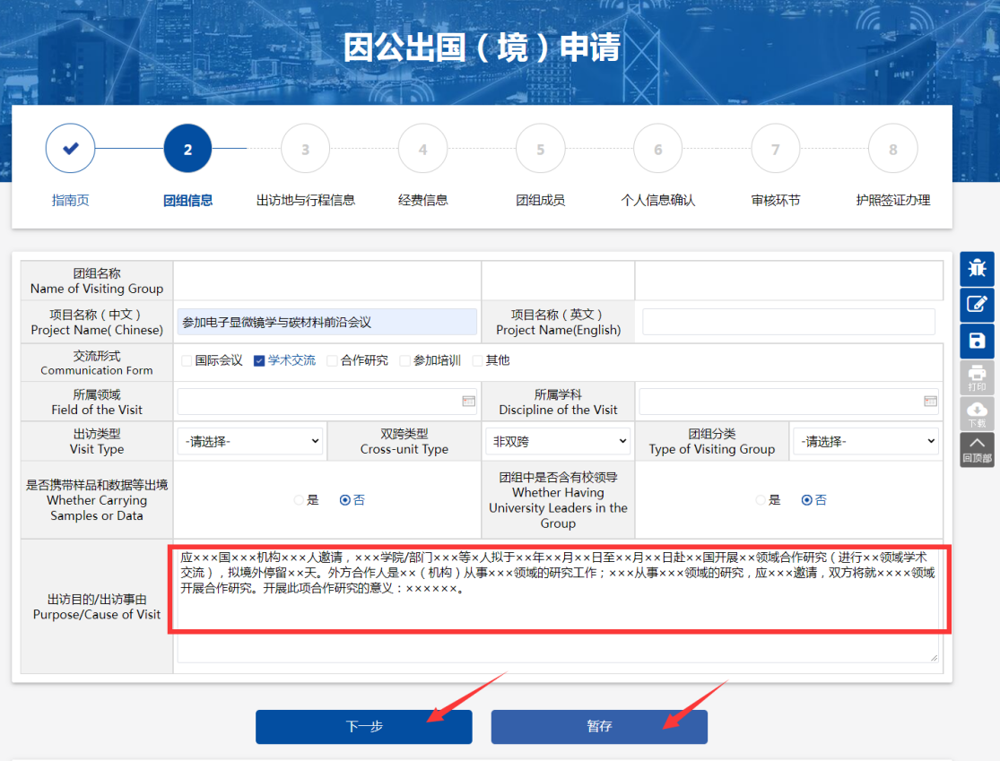 因公出国（境）申请
2
3
4
5
6
7
8
指南页
团组信息
出访地与行程信息
经费信息
团组成员
个人信息确认
审核环节
护照签证办理
团组名称
Name of Visiting Group
项目名称（中文）
Project Name( Chinese)
参加电子显微镜学与碳材料前沿会议
项目名称（英文）
Project Name(English)
交流形式
Communication Form
国际会议
学术交流
合作研究
参加培训
其他
所属领域
Field of the Visit
所属学科
Discipline of the Visit
出访类型
Visit Type
-请选择-
双跨类型
Cross-unit Type
非双跨
团组分类
Type of Visiting Group
-请选择-
是否携带样品和数据等出境
Whether Carrying
Samples or Data
是
否
团组中是否含有校领导
Whether Having
University Leaders in the
Group
是
否
出访目的/出访事由
Purpose/Cause of Visit
应×××国×××机构×××人邀请，×××学院/部门×××等×人拟于××年××月××日至××月××日赴××国开展××领域合作研究（进行××领域学术
交流），拟境外停留××天。外方合作人是××（机构）从事×××领域的研究工作；×××从事×××领域的研究，应×××邀请，双方将就××××领域
开展合作研究。开展此项合作研究的意义：××××××。
下一步
暂存
打印
下载
回顶部